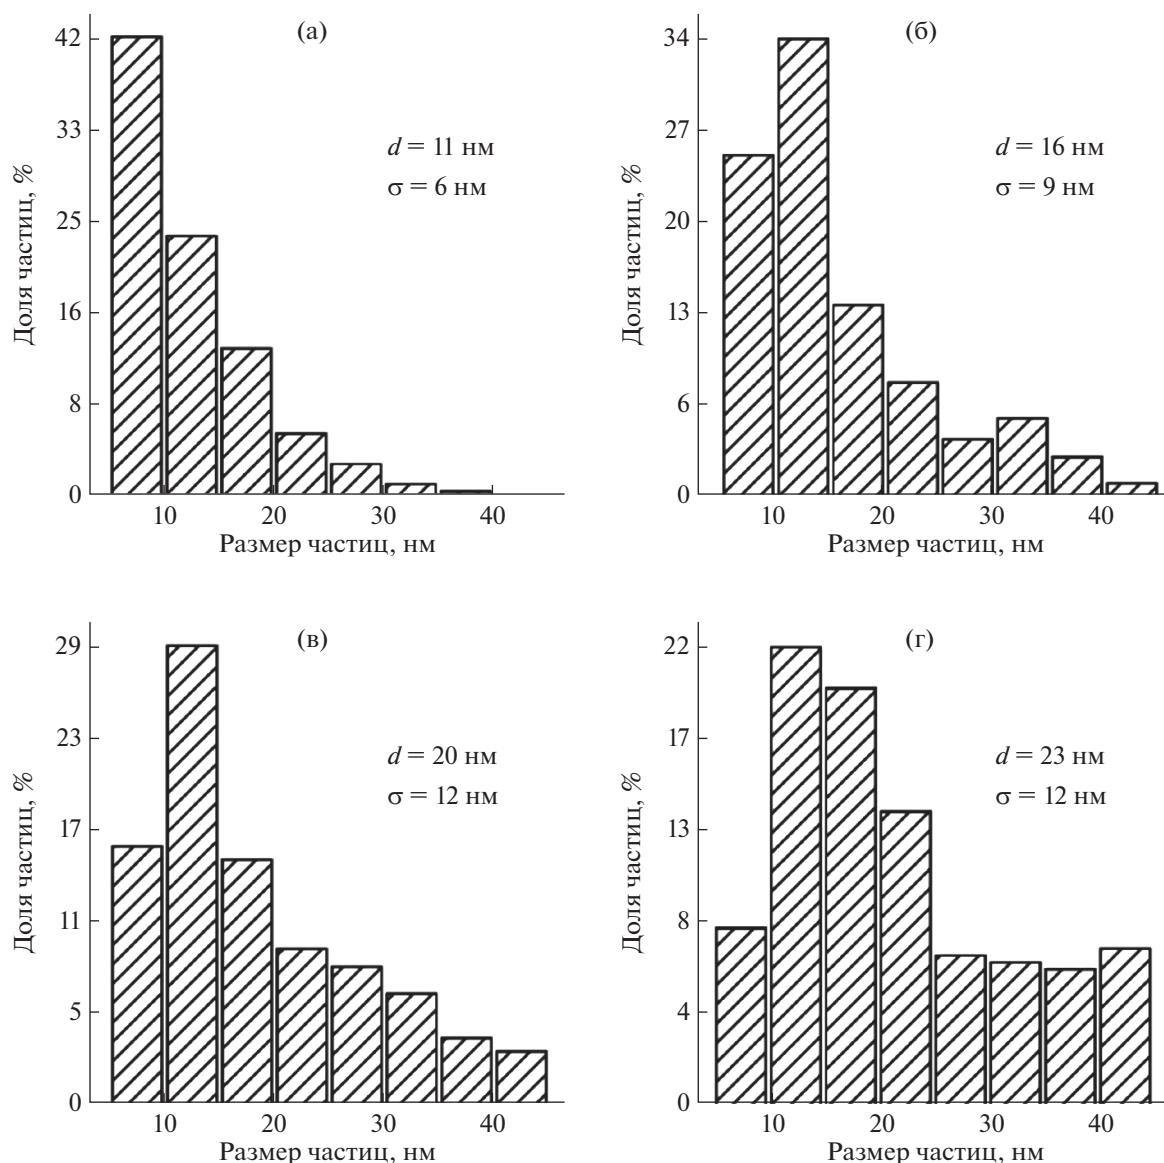 (а)
Доля частиц, %
42
33
25
16
8
0
d = 11 нм
σ = 6 нм
10 20 30 40
Размер частиц, нм
(б)
Доля частиц, %
34
27
20
13
6
0
d = 16 нм
σ = 9 нм
10 20 30 40
Размер частиц, нм
(в)
Доля частиц, %
29
23
17
11
5
0
d = 20 нм
σ = 12 нм
10 20 30 40
Размер частиц, нм
(г)
Доля частиц, %
22
17
13
8
4
0
d = 23 нм
σ = 12 нм
10 20 30 40
Размер частиц, нм